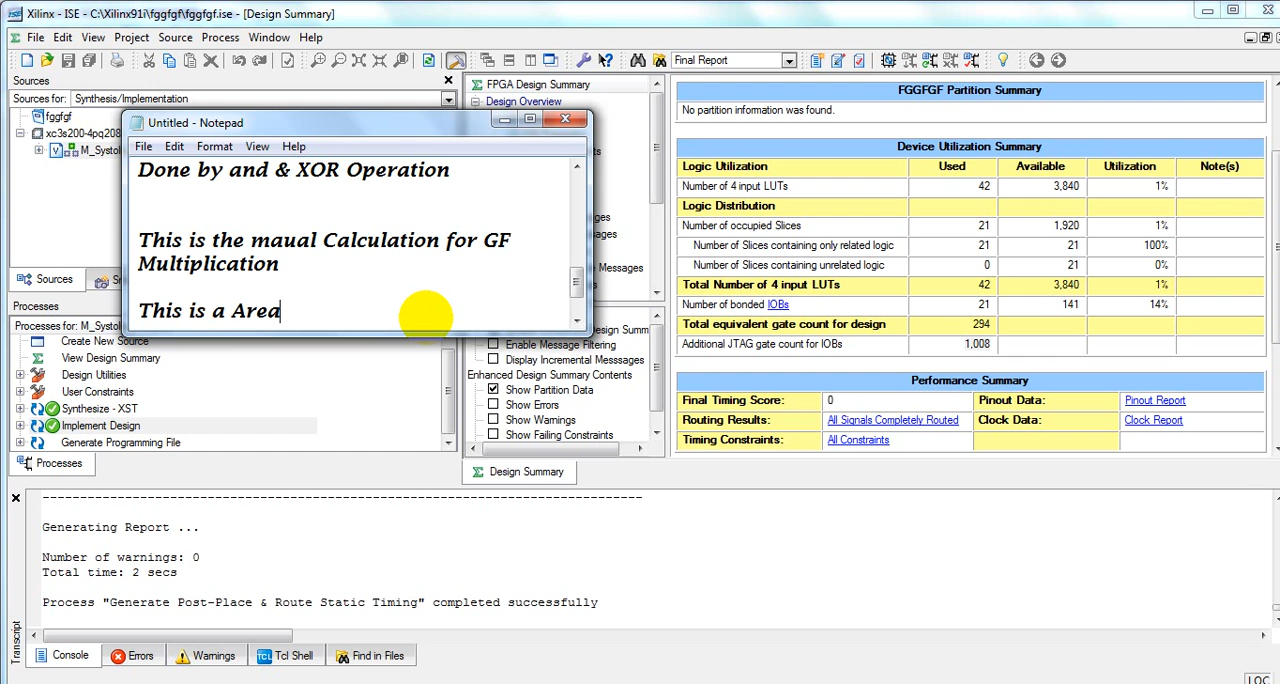 Xilinx - ISE - C:\Xilinx91i\fggfgf\fggfgf.ise - [Design Summary]
File Edit View Project Source Process Window Help
Final Report
Sources
Sources for: Synthesis/Implementation
fggfgf
xc3s200-4pq208
M_Systol
Sources
Processes
Processes for: M_Systol
Create New Source
View Design Summary
Design Utilities
User Constraints
Synthesize - XST
Implement Design
Generate Programming File
Processes
Untitled - Notepad
File Edit Format View Help
Done by and & XOR Operation
This is the maual Calculation for GF
Multiplication
This is a Area
FPGA Design Summary
Design Overview
Messages
Enable Message Filtering
Display Incremental Messsages
Enhanced Design Summary Contents
Show Partition Data
Show Errors
Show Warnings
Show Failing Constraints
Design Summary
FGGFGF Partition Summary
No partition information was found.
Device Utilization Summary
Logic Utilization Used Available Utilization Note(s)
Number of 4 input LUTs 42 3,840 1%
Logic Distribution
Number of occupied Slices 21 1,920 1%
Number of Slices containing only related logic 21 21 100%
Number of Slices containing unrelated logic 0 21 0%
Total Number of 4 input LUTs 42 3,840 1%
Number of bonded IOBs 21 141 14%
Total equivalent gate count for design 294
Additional JTAG gate count for IOBs 1,008
Performance Summary
Final Timing Score: 0 Pinout Data: Pinout Report
Routing Results: All Signals Completely Routed Clock Data: Clock Report
Timing Constraints: All Constraints
Generating Report ...
Number of warnings: 0
Total time: 2 secs
Process "Generate Post-Place & Route Static Timing" completed successfully
Transcript
Console Errors Warnings Tcl Shell Find in Files